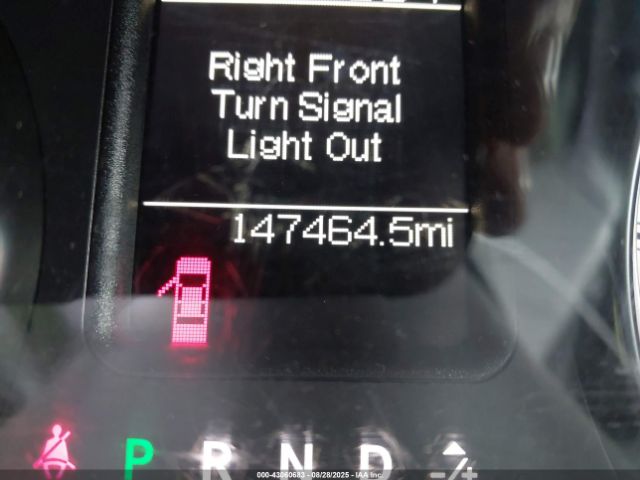 Right Front
Turn Signal
Light Out
147464.5mi
P R N D -/+
000-43060683 - 08/28/2025 - IAA Inc.